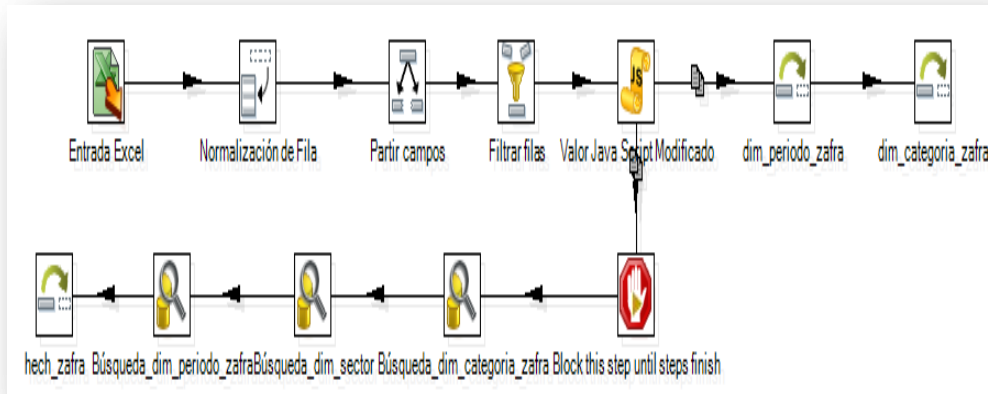 Entrada Excel
Normalización de Fila
Partir campos
Filtrar filas
JS
Valor Java Script Modificado
dim_periodo_zafra
dim_categoria_zafra
hech_zafra
Búsqueda_dim_periodo_zafra
Búsqueda_dim_sector
Búsqueda_dim_categoria_zafra
Block this step until steps finish